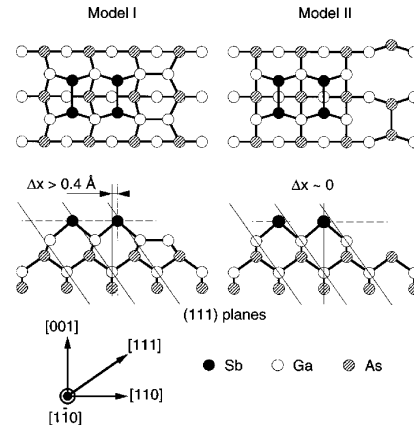 Model I
Model II
Δx > 0.4 Å
Δx ~ 0
(111) planes
[001]
[111]
[110]
[1̄10]
Sb
Ga
As